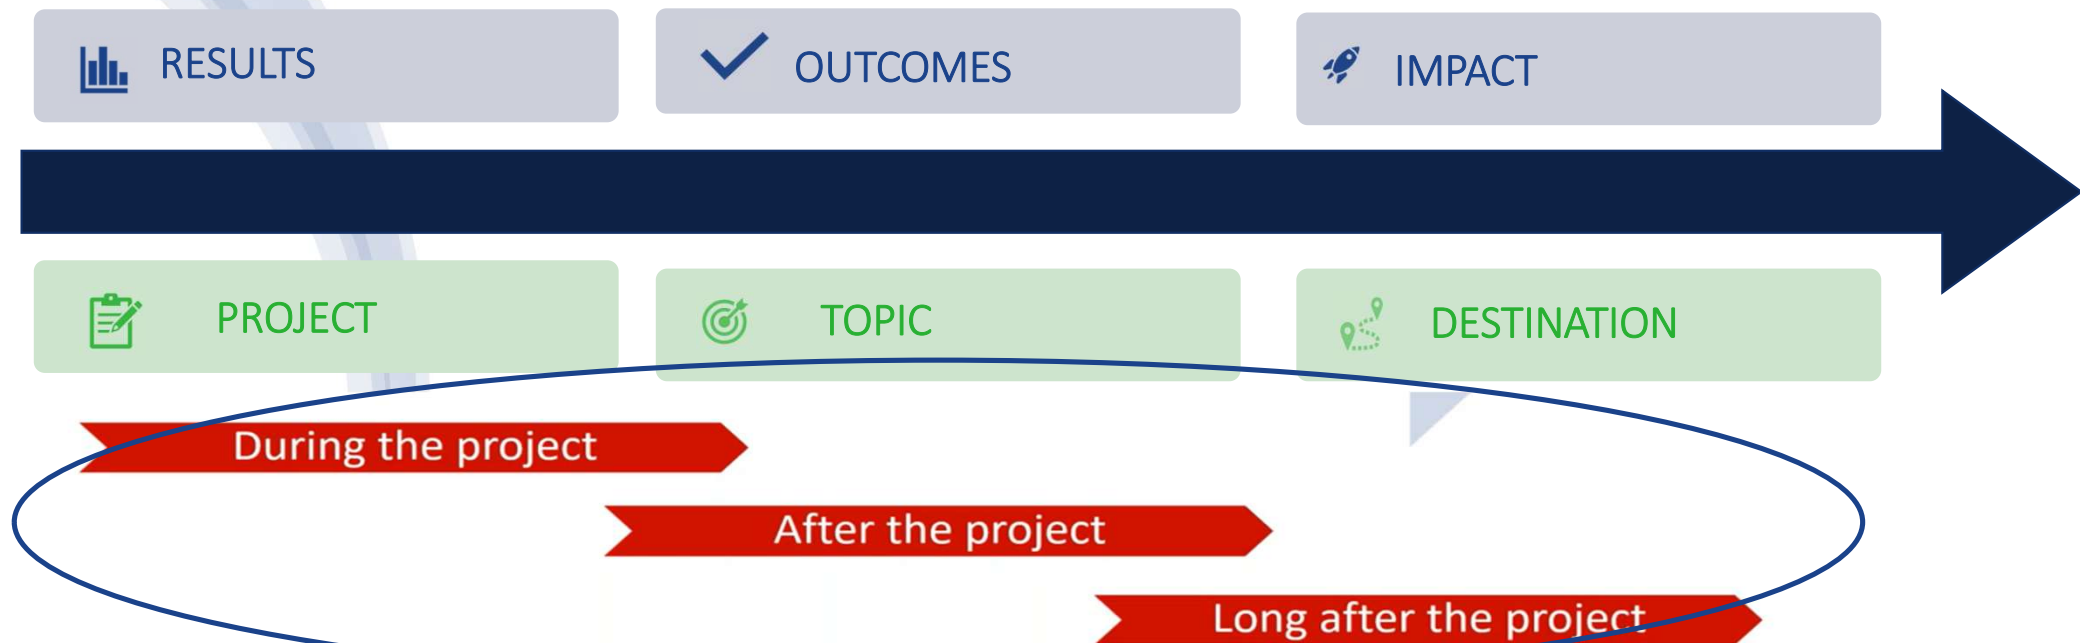 RESULTS
OUTCOMES
IMPACT
PROJECT
TOPIC
DESTINATION
During the project
After the project
Long after the project